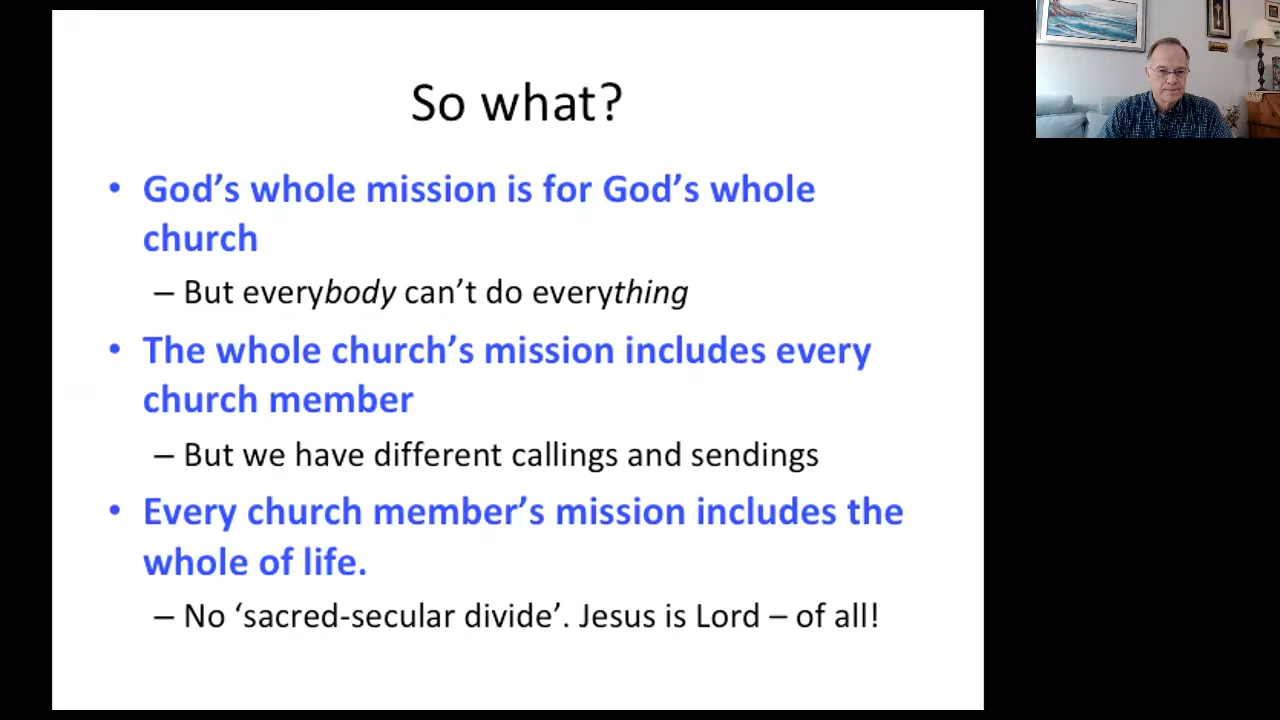 So what?
• God’s whole mission is for God’s whole
church
– But everybody can’t do everything
• The whole church’s mission includes every
church member
– But we have different callings and sendings
• Every church member’s mission includes the
whole of life.
– No ‘sacred-secular divide’. Jesus is Lord – of all!